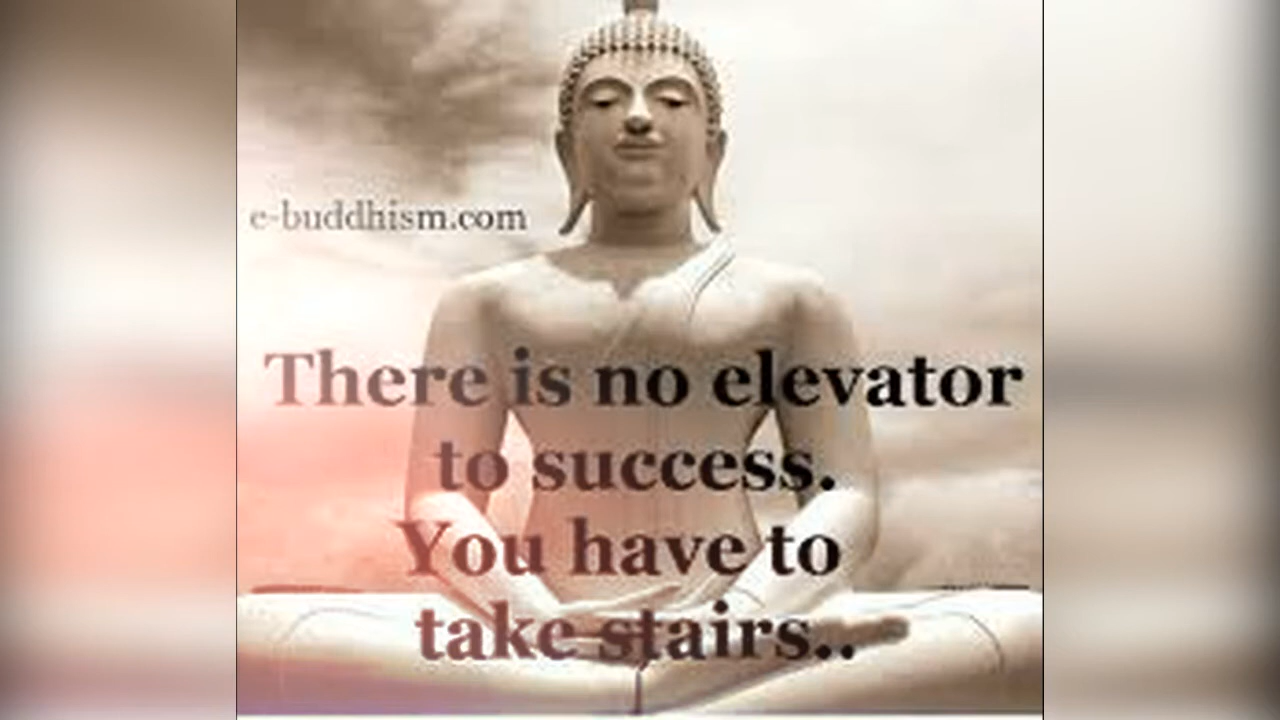 e-buddhism.com
There is no elevator
to success.
You have to
take stairs..